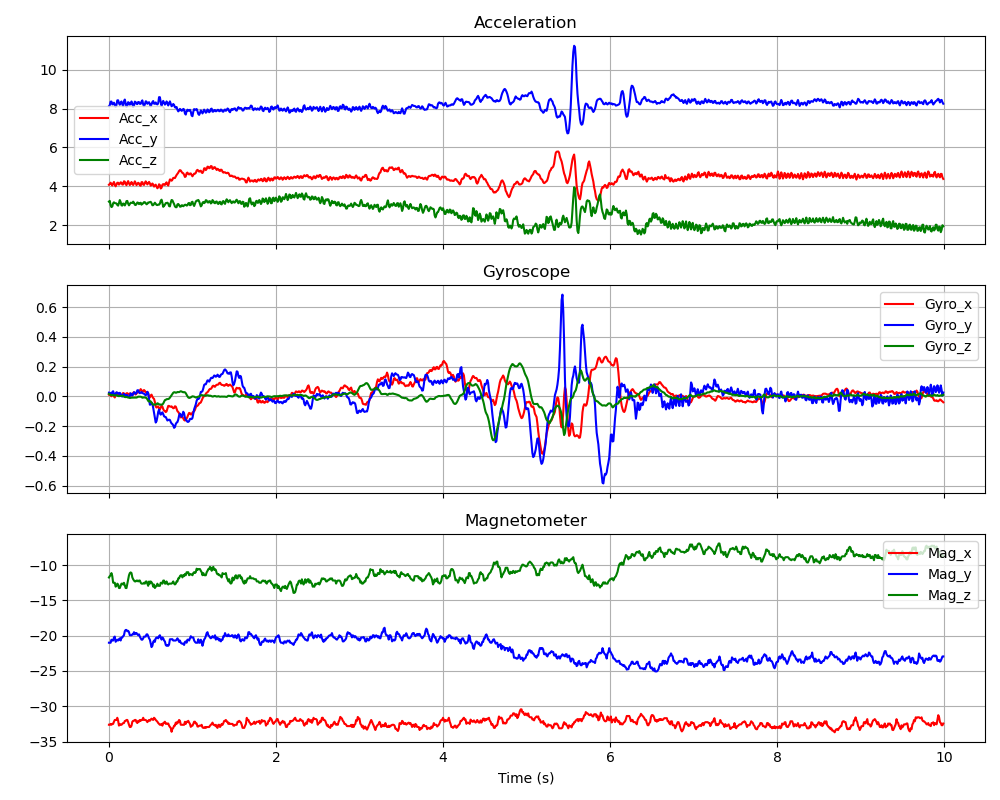 Acceleration
10
8
6
4
2
Acc_x
Acc_y
Acc_z
Gyroscope
0.6
0.4
0.2
0.0
−0.2
−0.4
−0.6
Gyro_x
Gyro_y
Gyro_z
Magnetometer
−10
−15
−20
−25
−30
−35
Mag_x
Mag_y
Mag_z
0 2 4 6 8 10
Time (s)